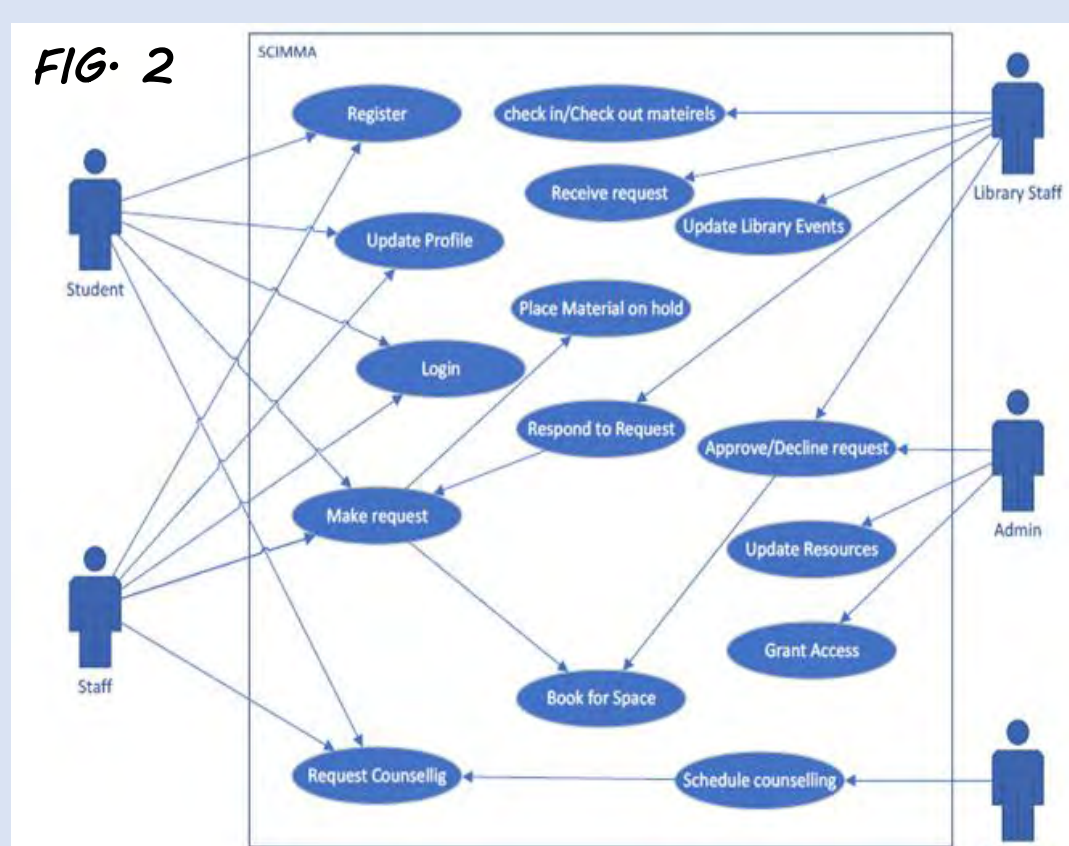 FIG. 2
SCIMMA
Register
check in/Check out mateirels
Receive request
Library Staff
Update Library Events
Update Profile
Student
Place Material on hold
Login
Respond to Request
Approve/Decline request
Make request
Admin
Update Resources
Grant Access
Staff
Book for Space
Request Counsellig
Schedule counselling